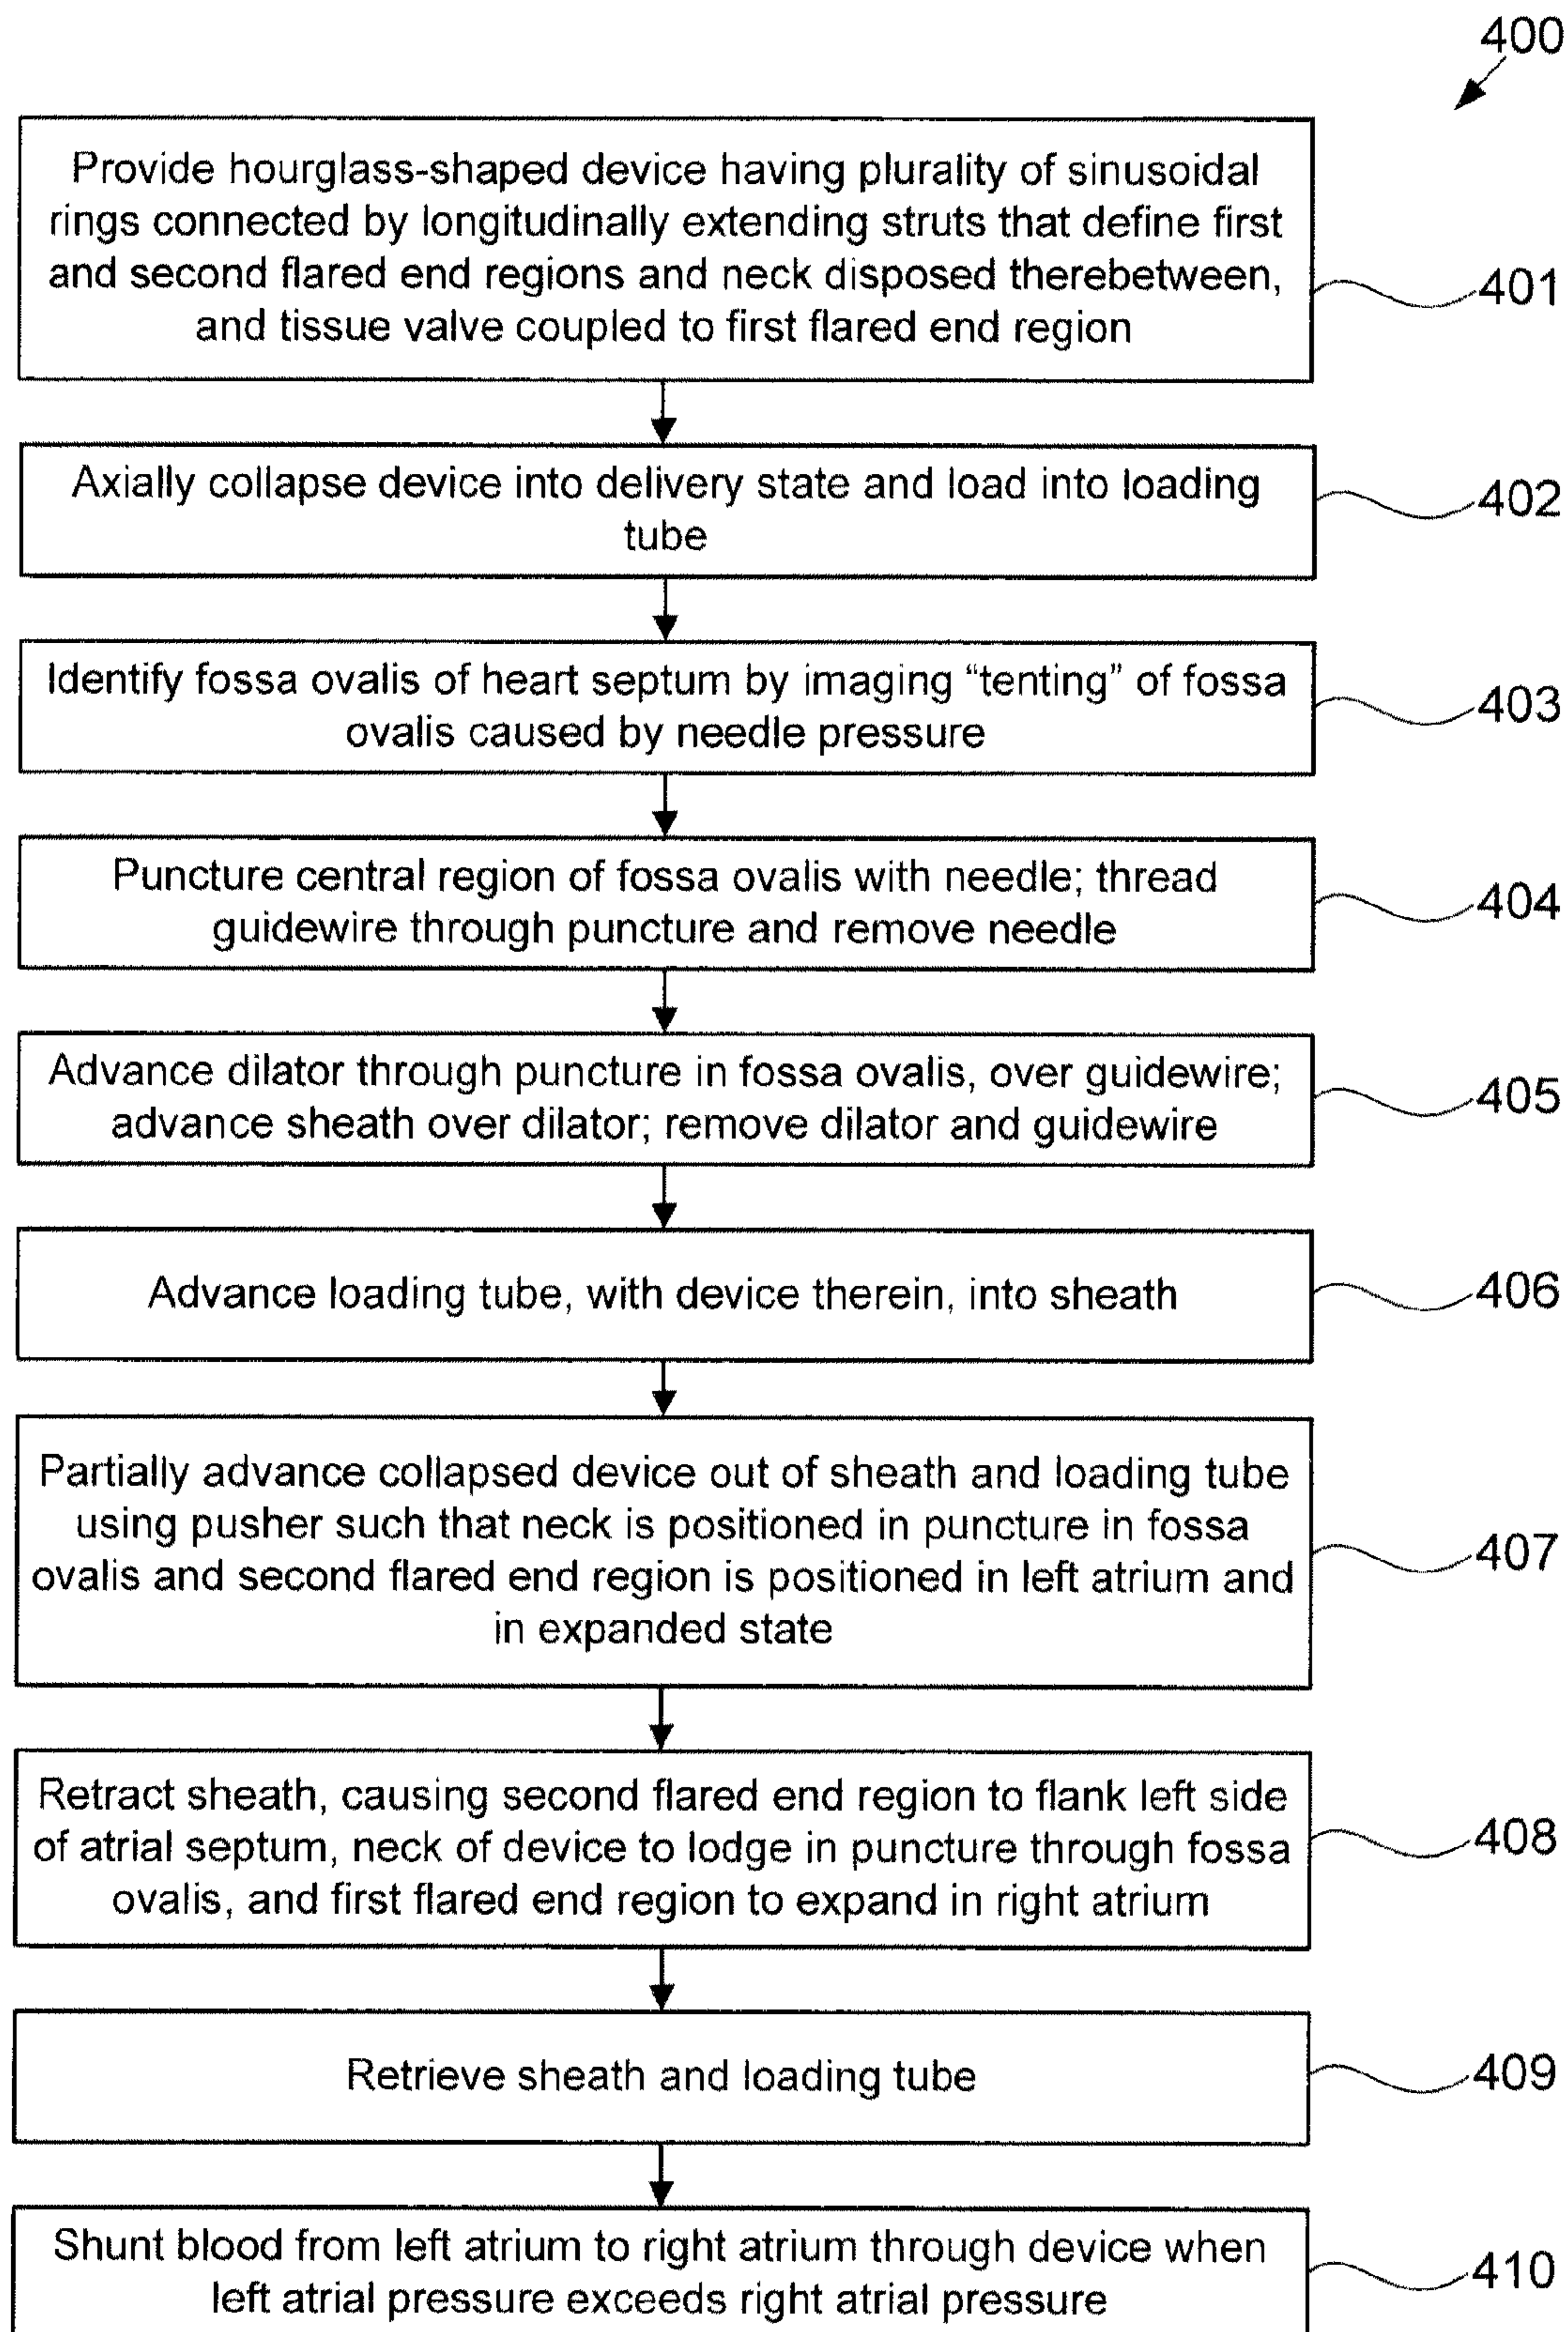 400
Provide hourglass-shaped device having plurality of sinusoidal
rings connected by longitudinally extending struts that define first
and second flared end regions and neck disposed therebetween,
and tissue valve coupled to first flared end region
401
Axially collapse device into delivery state and load into loading
tube
402
Identify fossa ovalis of heart septum by imaging “tenting” of fossa
ovalis caused by needle pressure
403
Puncture central region of fossa ovalis with needle; thread
guidewire through puncture and remove needle
404
Advance dilator through puncture in fossa ovalis, over guidewire;
advance sheath over dilator; remove dilator and guidewire
405
Advance loading tube, with device therein, into sheath
406
Partially advance collapsed device out of sheath and loading tube
using pusher such that neck is positioned in puncture in fossa
ovalis and second flared end region is positioned in left atrium and
in expanded state
407
Retract sheath, causing second flared end region to flank left side
of atrial septum, neck of device to lodge in puncture through fossa
ovalis, and first flared end region to expand in right atrium
408
Retrieve sheath and loading tube
409
Shunt blood from left atrium to right atrium through device when
left atrial pressure exceeds right atrial pressure
410